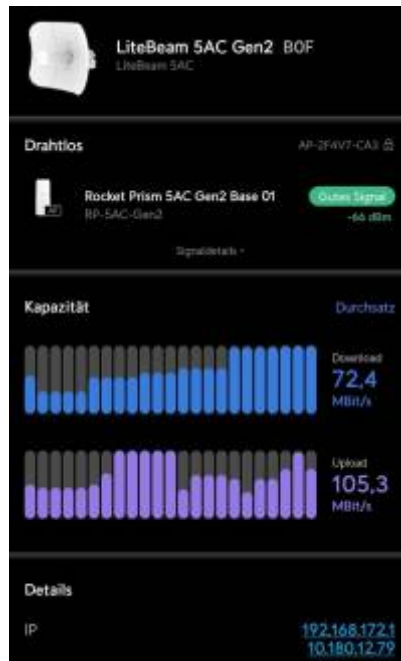 LiteBeam 5AC Gen2 B0F
LiteBeam 5AC
Drahtlos
AP-2F4V7-CA3
Rocket Prism 5AC Gen2 Base 01
Gutes Signal
RP-5AC-Gen2
-66 dBm
Signaldetails
Kapazität
Durchsatz
Download
72,4
MBit/s
Upload
105,3
MBit/s
Details
IP
192.168.172.1
10.180.12.79